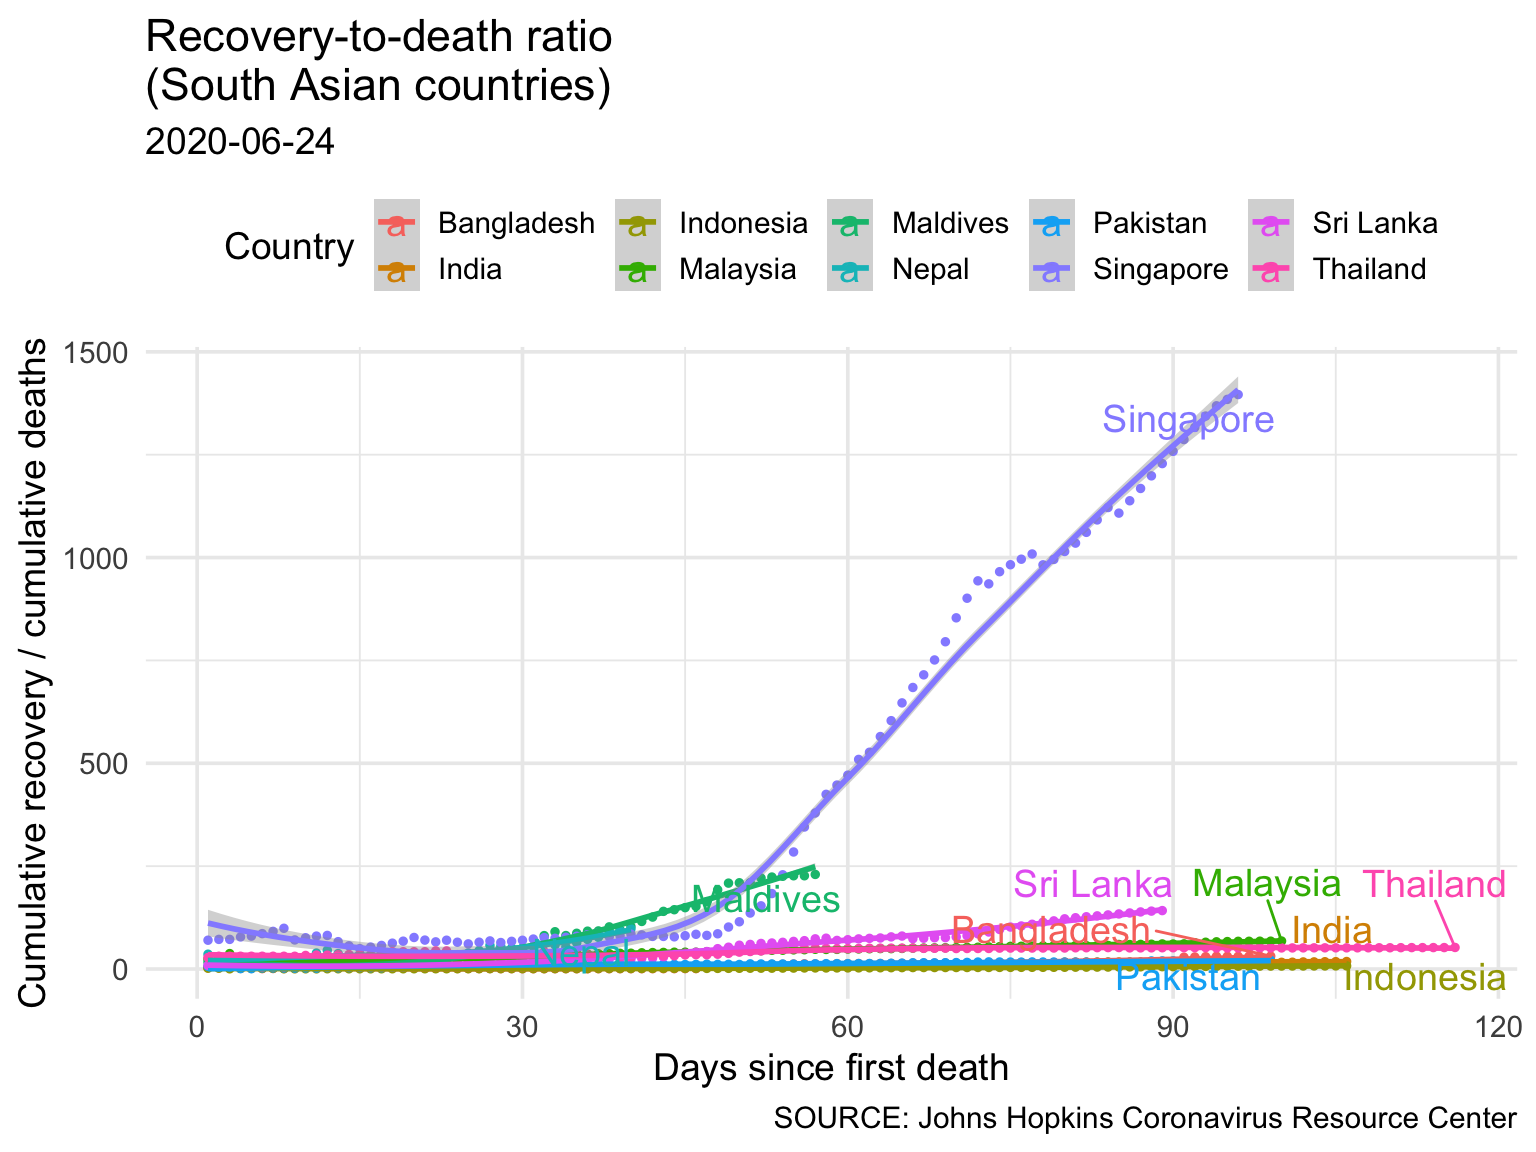 Recovery-to-death ratio
(South Asian countries)
2020-06-24
Country
a Bangladesh a Indonesia a Maldives a Pakistan a Sri Lanka
a India a Malaysia a Nepal a Singapore a Thailand
Cumulative recovery / cumulative deaths
1500
1000
500
0
Singapore
Maldives
Sri Lanka
Malaysia
Thailand
Bangladesh
India
Nepal
Pakistan
Indonesia
0 30 60 90 120
Days since first death
SOURCE: Johns Hopkins Coronavirus Resource Center